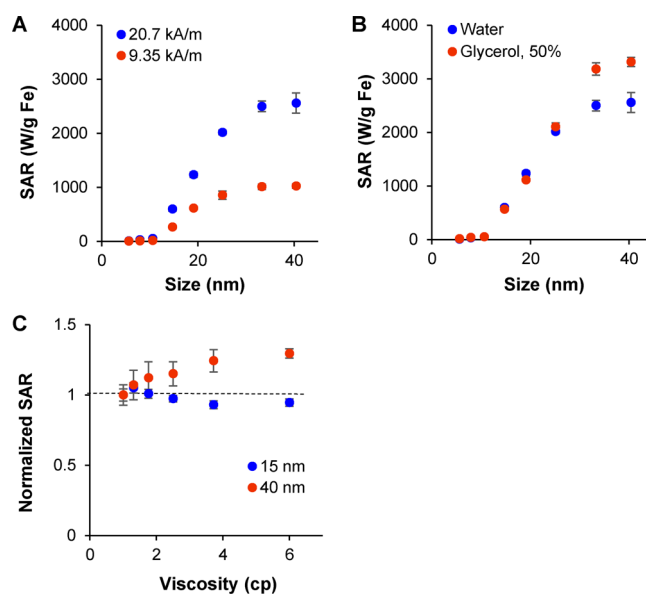 A
20.7 kA/m
9.35 kA/m
SAR (W/g Fe)
4000
3000
2000
1000
0
0
20
40
Size (nm)
B
Water
Glycerol, 50%
SAR (W/g Fe)
4000
3000
2000
1000
0
0
20
40
Size (nm)
C
Normalized SAR
1.5
1
0.5
0
15 nm
40 nm
0
2
4
6
Viscosity (cp)